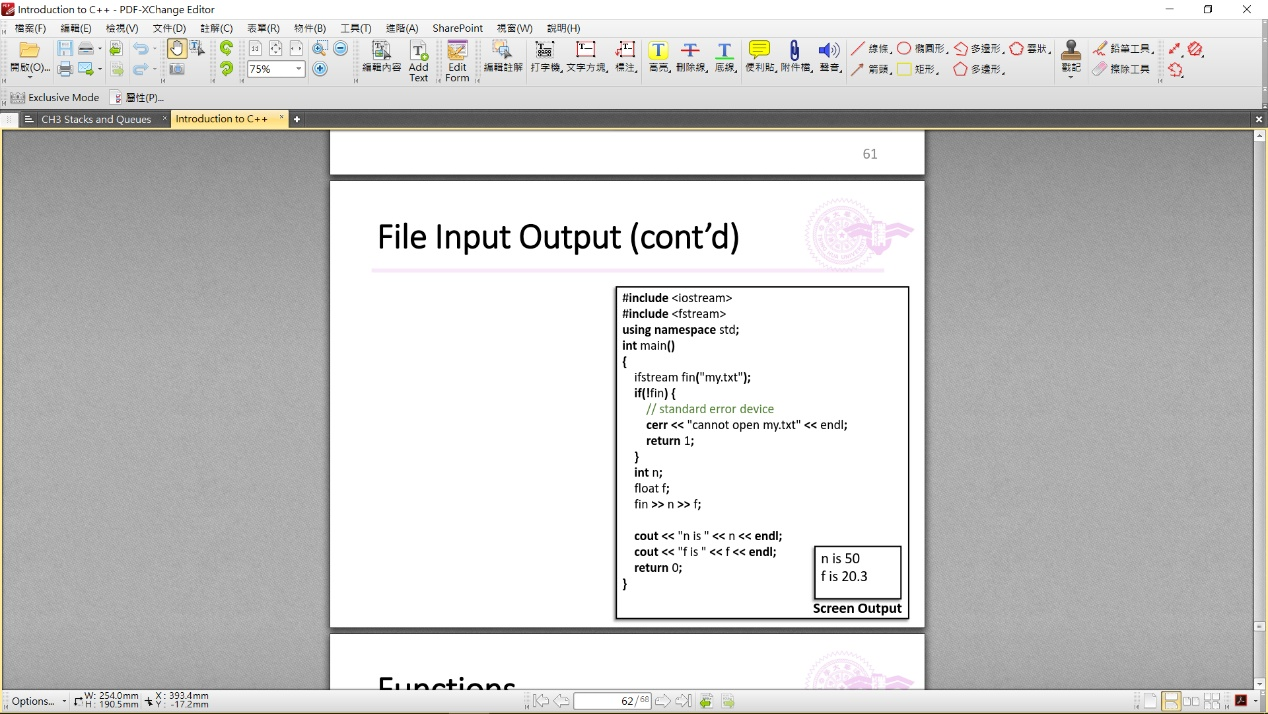 Introduction to C++ - PDF-XChange Editor
檔案(F) 編輯(E) 檢視(V) 文件(D) 註解(C) 表單(R) 物件(B) 工具(T) 進階(A) SharePoint 視窗(W) 說明(H)
開啟(O)... 75% 編輯內容 Add Text Edit Form 編輯註解 打字機 文字方塊 標注 高亮 刪除線 底線 便利貼 附件檔 聲音 線條 橢圓形 多邊形 雲狀 箭頭 矩形 多邊形 戳記 鉛筆工具 擦除工具
Exclusive Mode 屬性(P)...
CH3 Stacks and Queues × Introduction to C++ × +
61
File Input Output (cont’d)
#include <iostream>
#include <fstream>
using namespace std;
int main()
{
ifstream fin("my.txt");
if(!fin) {
// standard error device
cerr << "cannot open my.txt" << endl;
return 1;
}
int n;
float f;
fin >> n >> f;
cout << "n is " << n << endl;
cout << "f is " << f << endl;
return 0;
}
n is 50
f is 20.3
Screen Output
Functions
Options... W: 254.0mm H: 190.5mm X: 393.4mm Y: -17.2mm 62/68